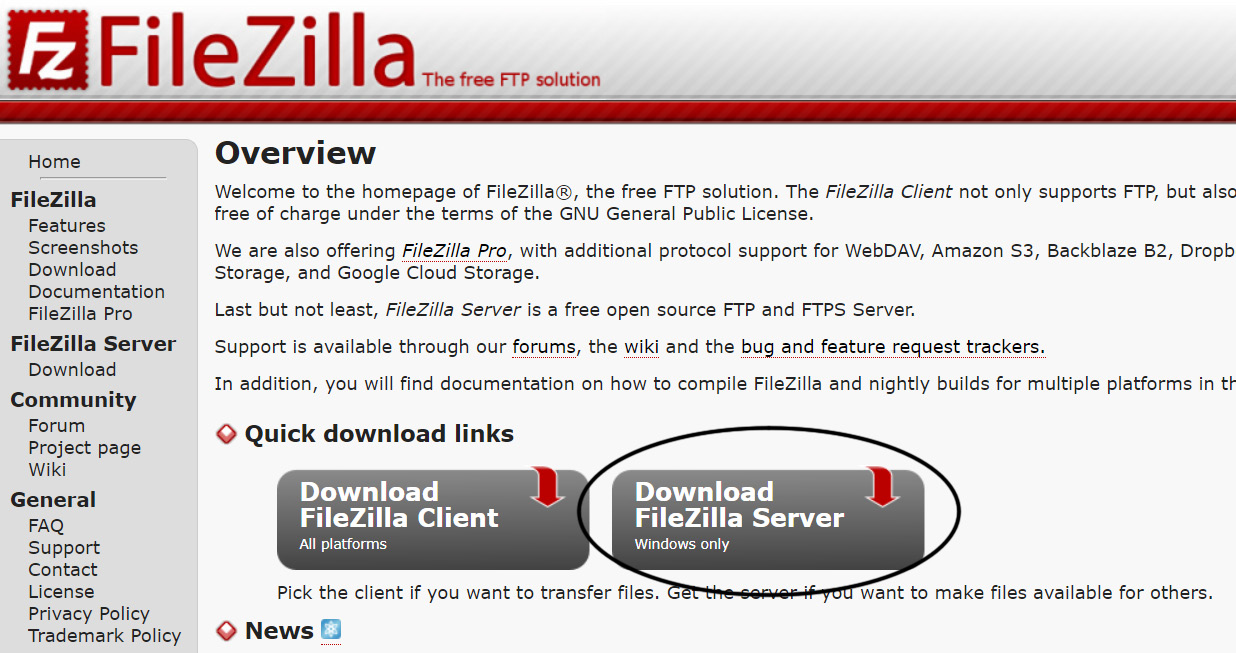 Fz FileZilla The free FTP solution
Home
FileZilla
Features
Screenshots
Download
Documentation
FileZilla Pro
FileZilla Server
Download
Community
Forum
Project page
Wiki
General
FAQ
Support
Contact
License
Privacy Policy
Trademark Policy
Overview
Welcome to the homepage of FileZilla®, the free FTP solution. The FileZilla Client not only supports FTP, but also
free of charge under the terms of the GNU General Public License.
We are also offering FileZilla Pro, with additional protocol support for WebDAV, Amazon S3, Backblaze B2, Dropb
Storage, and Google Cloud Storage.
Last but not least, FileZilla Server is a free open source FTP and FTPS Server.
Support is available through our forums, the wiki and the bug and feature request trackers.
In addition, you will find documentation on how to compile FileZilla and nightly builds for multiple platforms in th
Quick download links
Download
FileZilla Client
All platforms
Download
FileZilla Server
Windows only
Pick the client if you want to transfer files. Get the server if you want to make files available for others.
News